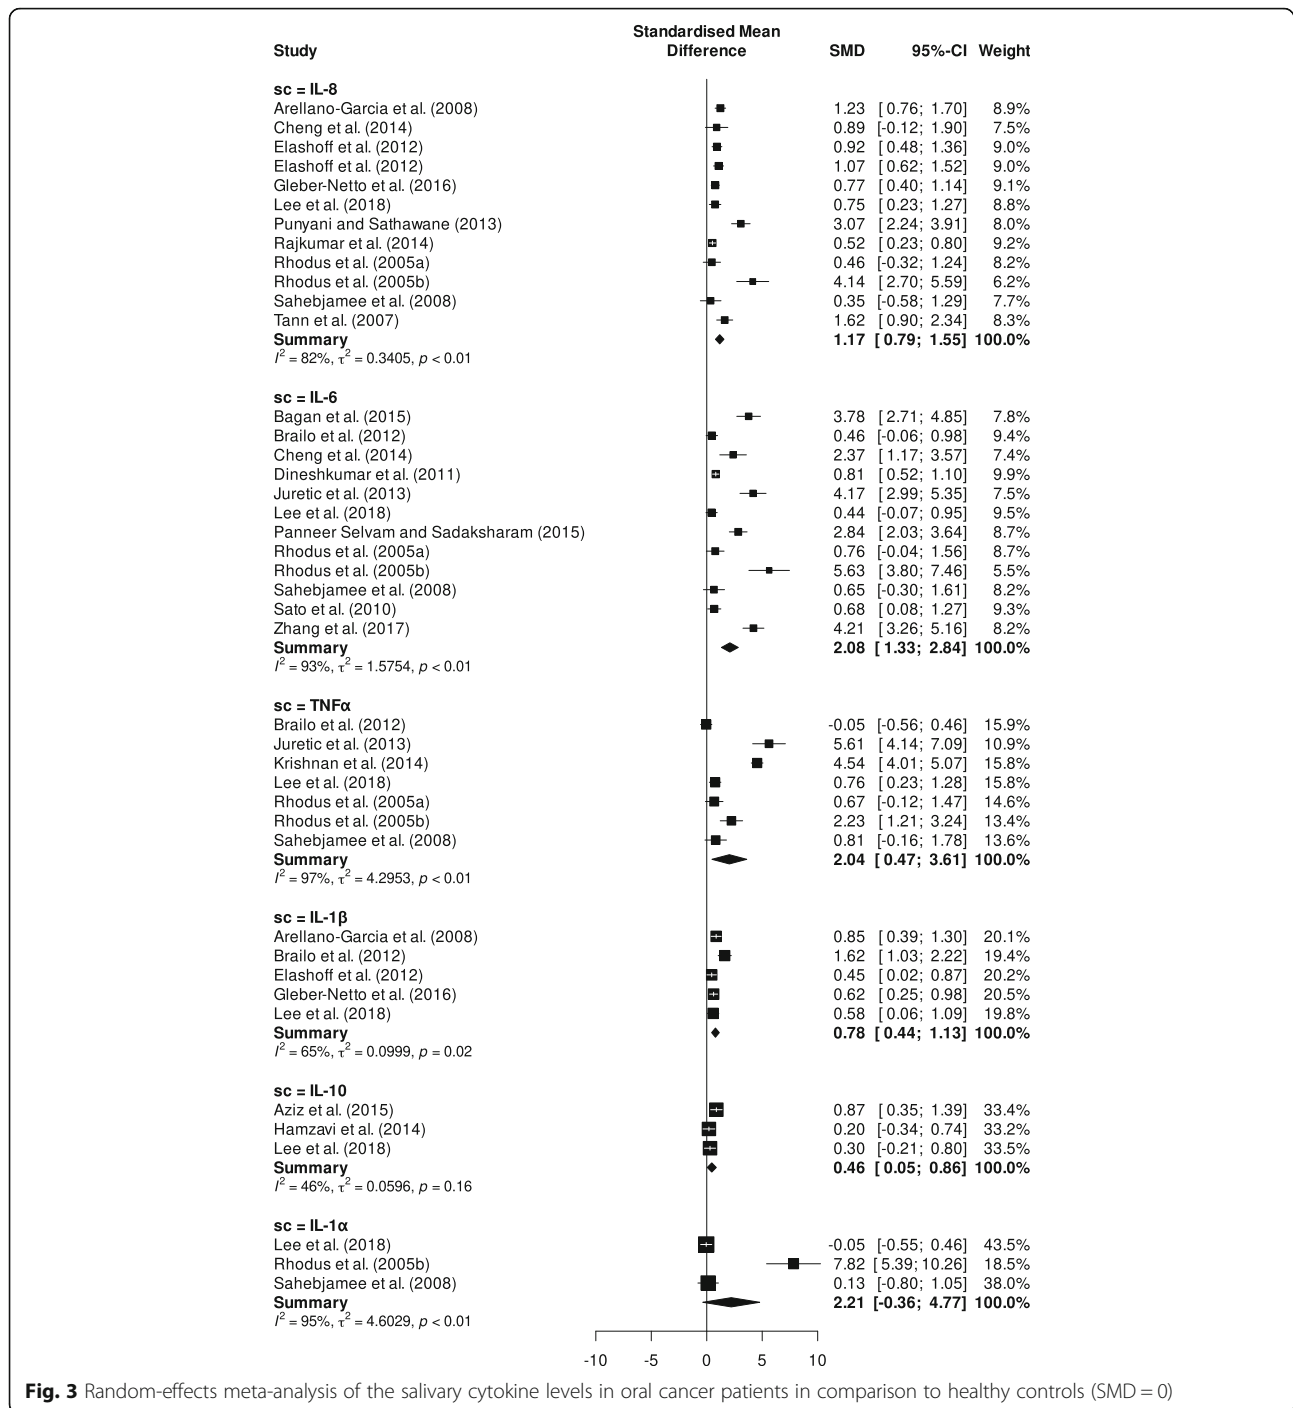 Standardised Mean
Study Difference SMD 95%-CI Weight
sc = IL-8
Arellano-Garcia et al. (2008) 1.23 [ 0.76; 1.70] 8.9%
Cheng et al. (2014) 0.89 [-0.12; 1.90] 7.5%
Elashoff et al. (2012) 0.92 [ 0.48; 1.36] 9.0%
Elashoff et al. (2012) 1.07 [ 0.62; 1.52] 9.0%
Gleber-Netto et al. (2016) 0.77 [ 0.40; 1.14] 9.1%
Lee et al. (2018) 0.75 [ 0.23; 1.27] 8.8%
Punyani and Sathawane (2013) 3.07 [ 2.24; 3.91] 8.0%
Rajkumar et al. (2014) 0.52 [ 0.23; 0.80] 9.2%
Rhodus et al. (2005a) 0.46 [-0.32; 1.24] 8.2%
Rhodus et al. (2005b) 4.14 [ 2.70; 5.59] 6.2%
Sahebjamee et al. (2008) 0.35 [-0.58; 1.29] 7.7%
Tann et al. (2007) 1.62 [ 0.90; 2.34] 8.3%
Summary 1.17 [ 0.79; 1.55] 100.0%
I² = 82%, τ² = 0.3405, p < 0.01
sc = IL-6
Bagan et al. (2015) 3.78 [ 2.71; 4.85] 7.8%
Brailo et al. (2012) 0.46 [-0.06; 0.98] 9.4%
Cheng et al. (2014) 2.37 [ 1.17; 3.57] 7.4%
Dineshkumar et al. (2011) 0.81 [ 0.52; 1.10] 9.9%
Juretic et al. (2013) 4.17 [ 2.99; 5.35] 7.5%
Lee et al. (2018) 0.44 [-0.07; 0.95] 9.5%
Panneer Selvam and Sadaksharam (2015) 2.84 [ 2.03; 3.64] 8.7%
Rhodus et al. (2005a) 0.76 [-0.04; 1.56] 8.7%
Rhodus et al. (2005b) 5.63 [ 3.80; 7.46] 5.5%
Sahebjamee et al. (2008) 0.65 [-0.30; 1.61] 8.2%
Sato et al. (2010) 0.68 [ 0.08; 1.27] 9.3%
Zhang et al. (2017) 4.21 [ 3.26; 5.16] 8.2%
Summary 2.08 [ 1.33; 2.84] 100.0%
I² = 93%, τ² = 1.5754, p < 0.01
sc = TNFα
Brailo et al. (2012) -0.05 [-0.56; 0.46] 15.9%
Juretic et al. (2013) 5.61 [ 4.14; 7.09] 10.9%
Krishnan et al. (2014) 4.54 [ 4.01; 5.07] 15.8%
Lee et al. (2018) 0.76 [ 0.23; 1.28] 15.8%
Rhodus et al. (2005a) 0.67 [-0.12; 1.47] 14.6%
Rhodus et al. (2005b) 2.23 [ 1.21; 3.24] 13.4%
Sahebjamee et al. (2008) 0.81 [-0.16; 1.78] 13.6%
Summary 2.04 [ 0.47; 3.61] 100.0%
I² = 97%, τ² = 4.2953, p < 0.01
sc = IL-1β
Arellano-Garcia et al. (2008) 0.85 [ 0.39; 1.30] 20.1%
Brailo et al. (2012) 1.62 [ 1.03; 2.22] 19.4%
Elashoff et al. (2012) 0.45 [ 0.02; 0.87] 20.2%
Gleber-Netto et al. (2016) 0.62 [ 0.25; 0.98] 20.5%
Lee et al. (2018) 0.58 [ 0.06; 1.09] 19.8%
Summary 0.78 [ 0.44; 1.13] 100.0%
I² = 65%, τ² = 0.0999, p = 0.02
sc = IL-10
Aziz et al. (2015) 0.87 [ 0.35; 1.39] 33.4%
Hamzavi et al. (2014) 0.20 [-0.34; 0.74] 33.2%
Lee et al. (2018) 0.30 [-0.21; 0.80] 33.5%
Summary 0.46 [ 0.05; 0.86] 100.0%
I² = 46%, τ² = 0.0596, p = 0.16
sc = IL-1α
Lee et al. (2018) -0.05 [-0.55; 0.46] 43.5%
Rhodus et al. (2005b) 7.82 [ 5.39; 10.26] 18.5%
Sahebjamee et al. (2008) 0.13 [-0.80; 1.05] 38.0%
Summary 2.21 [-0.36; 4.77] 100.0%
I² = 95%, τ² = 4.6029, p < 0.01
-10 -5 0 5 10
Fig. 3 Random-effects meta-analysis of the salivary cytokine levels in oral cancer patients in comparison to healthy controls (SMD = 0)